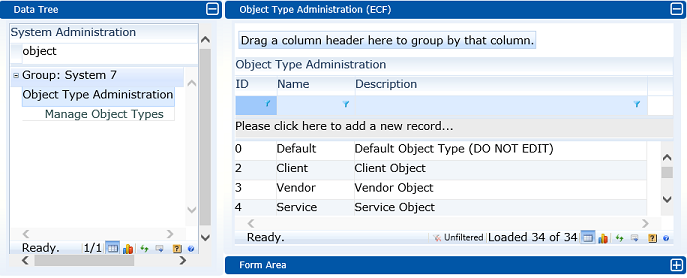 Data Tree
System Administration
object
Group: System 7
Object Type Administration
Manage Object Types
Ready. 1/1
Object Type Administration (ECF)
Drag a column header here to group by that column.
Object Type Administration
ID Name Description
Please click here to add a new record...
0 Default Default Object Type (DO NOT EDIT)
2 Client Client Object
3 Vendor Vendor Object
4 Service Service Object
Ready. Unfiltered Loaded 34 of 34
Form Area